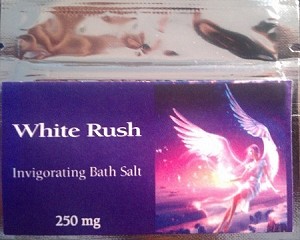 White Rush
Invigorating Bath Salt
250 mg